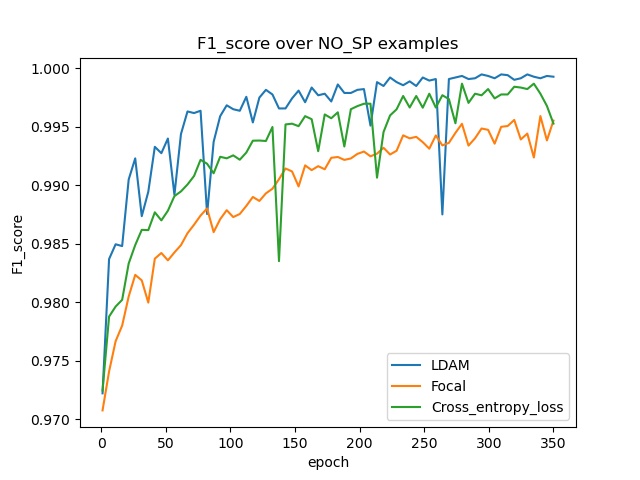 F1_score over NO_SP examples
F1_score
1.000
0.995
0.990
0.985
0.980
0.975
0.970
0 50 100 150 200 250 300 350
epoch
LDAM
Focal
Cross_entropy_loss